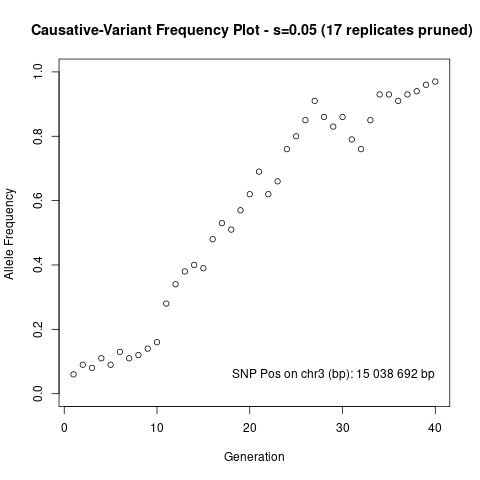 Causative-Variant Frequency Plot - s=0.05 (17 replicates pruned)
1.0
0.8
0.6
0.4
0.2
0.0
Allele Frequency
SNP Pos on chr3 (bp): 15 038 692 bp
0 10 20 30 40
Generation